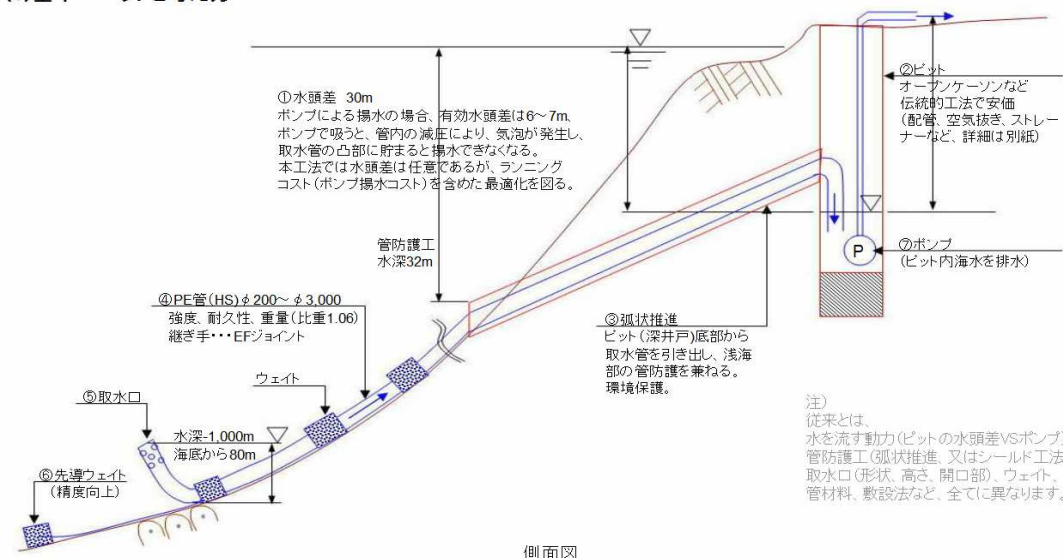 ①水頭差 30m
ポンプによる揚水の場合、有効水頭差は6～7m、
ポンプで吸うと、管内の減圧により、気泡が発生し、
取水管の凸部に貯まると揚水できなくなる。
本工法では水頭差は任意であるが、ランニング
コスト(ポンプ揚水コスト)を含めた最適化を図る。
②ピット
オープンケーソンなど
伝統的工法で安価
(配管、空気抜き、ストレー
ナーなど、詳細は別紙)
管防護工
水深32m
P
⑦ポンプ
(ピット内海水を排水)
④PE管(HS)φ200～φ3,000
強度、耐久性、重量(比重1.06)
継ぎ手・・・EFジョイント
③弧状推進
ピット(深井戸)底部から
取水管を引き出し、浅海
部の管防護を兼ねる。
環境保護。
ウェイト
⑤取水口
水深-1,000m
海底から80m
⑥先導ウェイト
(精度向上)
注)
従来とは、
水を流す動力(ピットの水頭差VSポンプ)
管防護工(弧状推進、又はシールド工法
取水口(形状、高さ、開口部)、ウェイト、
管材料、敷設法など、全てに異なります。
側面図